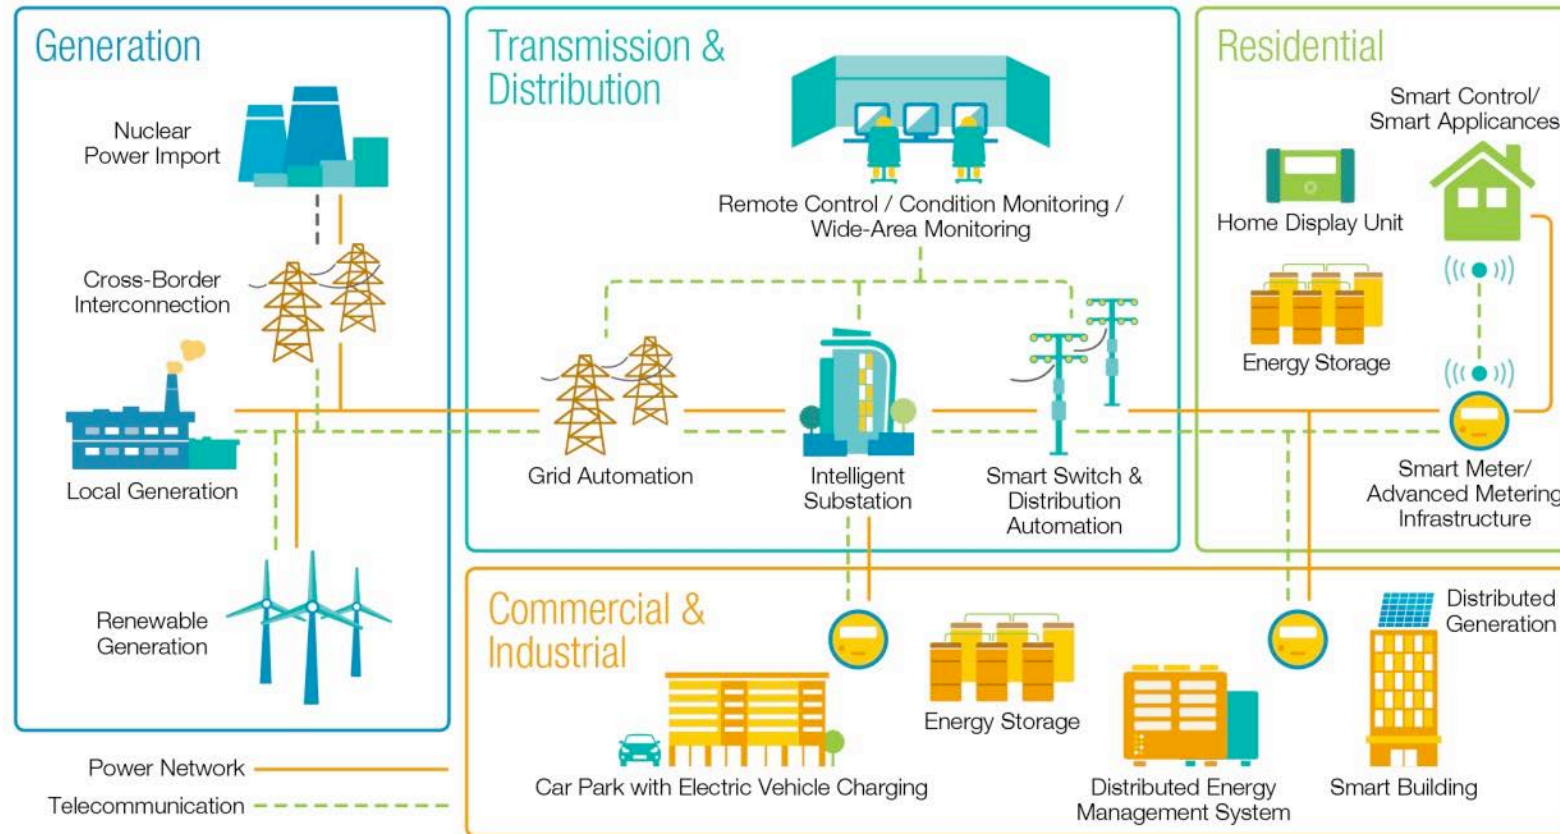 Generation
Nuclear
Power Import
Cross-Border
Interconnection
Local Generation
Renewable
Generation
Power Network
Telecommunication
Transmission &
Distribution
Remote Control / Condition Monitoring /
Wide-Area Monitoring
Grid Automation
Intelligent
Substation
Smart Switch &
Distribution
Automation
Residential
Smart Control/
Smart Applicances
Home Display Unit
Energy Storage
Smart Meter/
Advanced Metering
Infrastructure
Commercial &
Industrial
Car Park with Electric Vehicle Charging
Energy Storage
Distributed Energy
Management System
Distributed
Generation
Smart Building